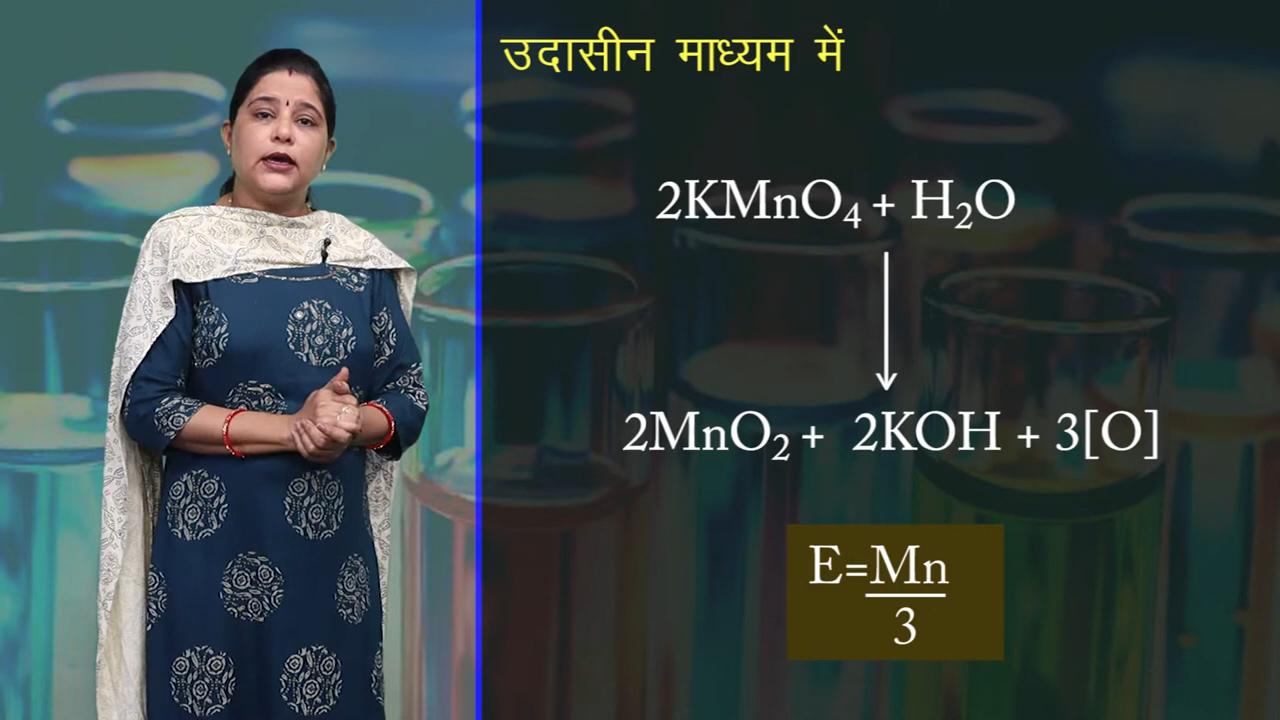 उदासीन माध्यम में
2KMnO₄ + H₂O
2MnO₂ + 2KOH + 3[O]
E=Mn
3